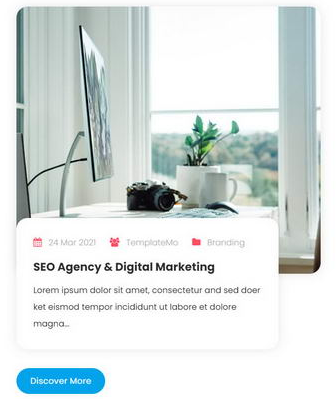 24 Mar 2021 TemplateMo Branding
SEO Agency & Digital Marketing
Lorem ipsum dolor sit amet, consectetur and sed doer
ket eismod tempor incididunt ut labore et dolore
magna...
Discover More